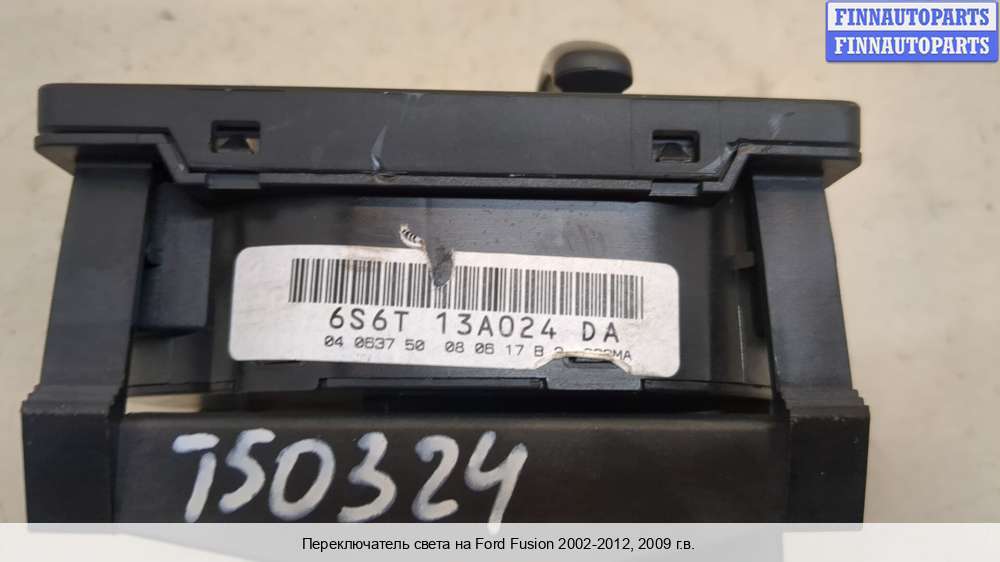 FINNAUTOPARTS
FINNAUTOPARTS
6S6T 13A024 DA
04 0637 50 08 06 17 B
T50324
Переключатель света на Ford Fusion 2002-2012, 2009 г.в.